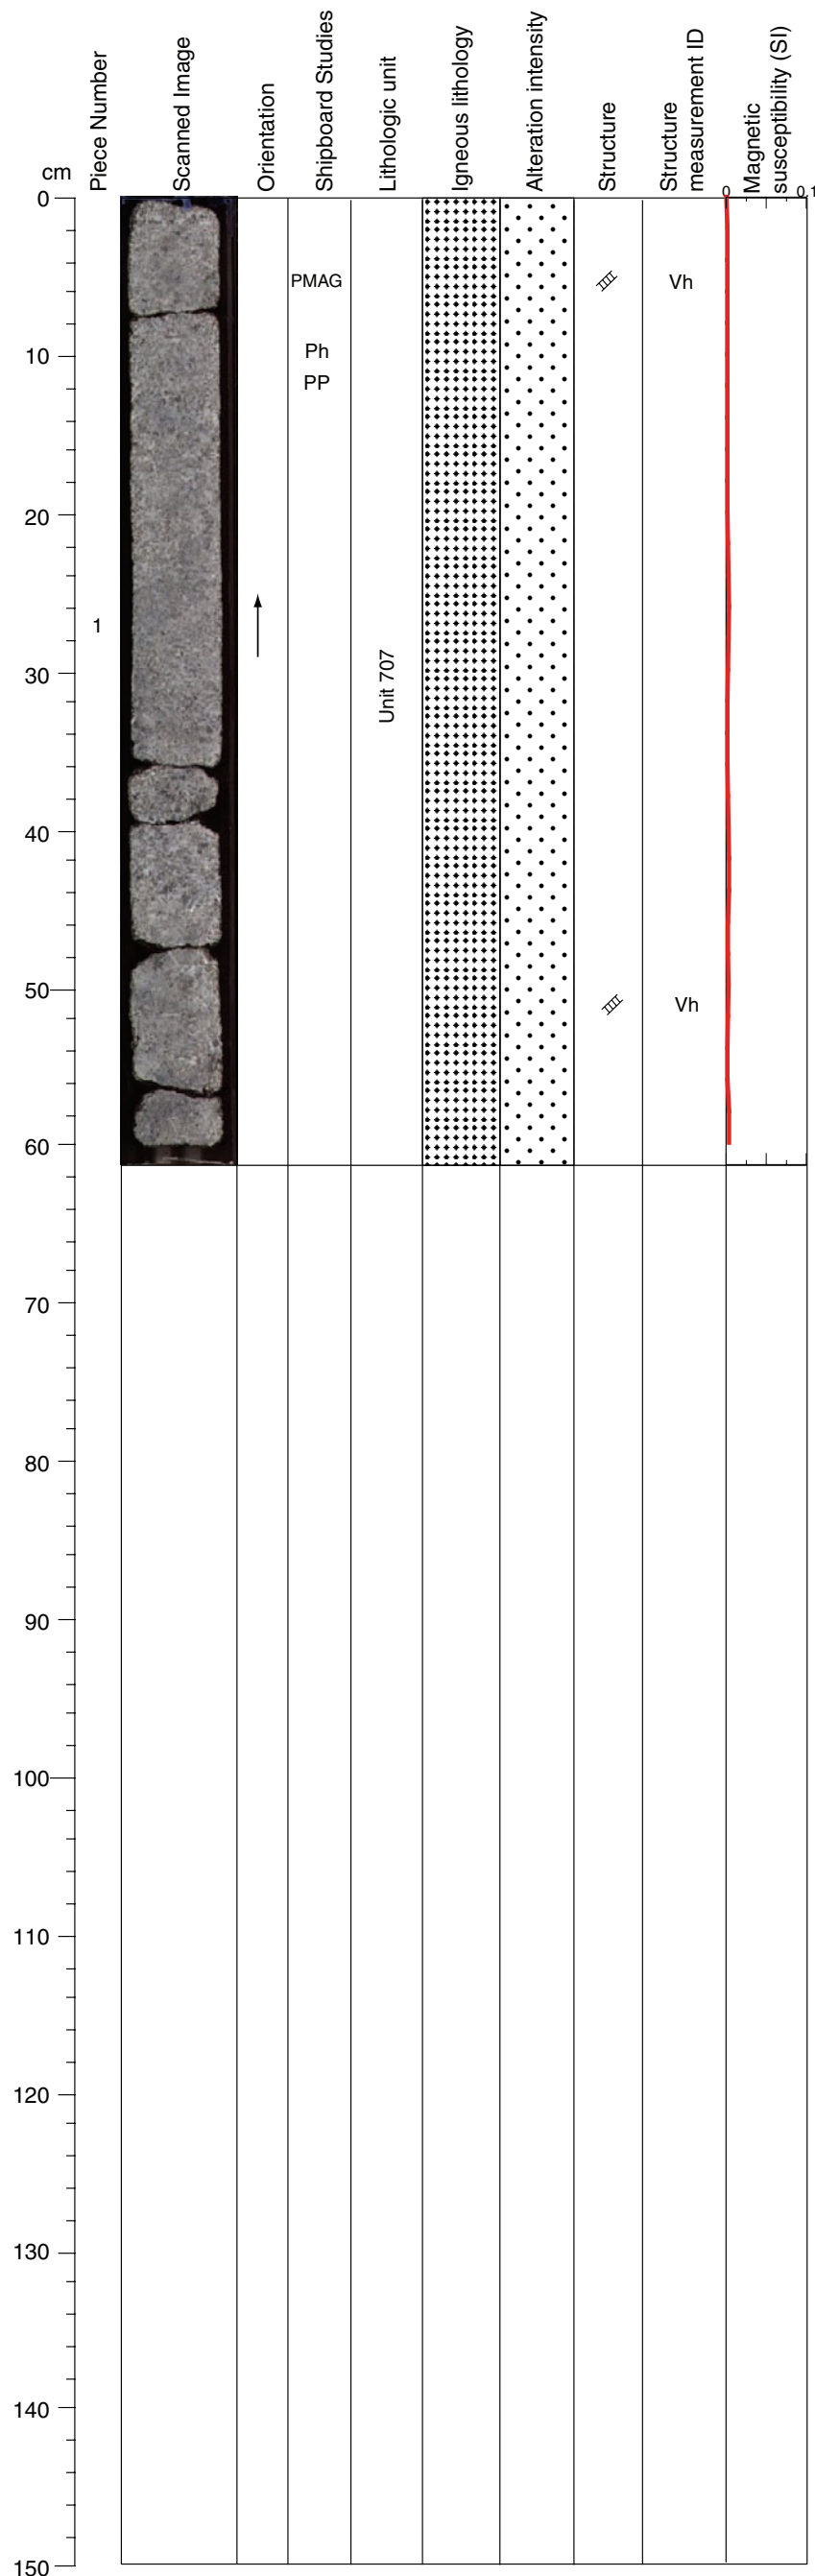 cm
Piece Number
Scanned Image
Orientation
Shipboard Studies
Lithologic unit
Igneous lithology
Alteration intensity
Structure
Structure
measurement ID
Magnetic
susceptibility (SI)
0
0.1
0
PMAG
Vh
10
Ph
PP
20
1
30
Unit 707
40
50
Vh
60
70
80
90
100
110
120
130
140
150